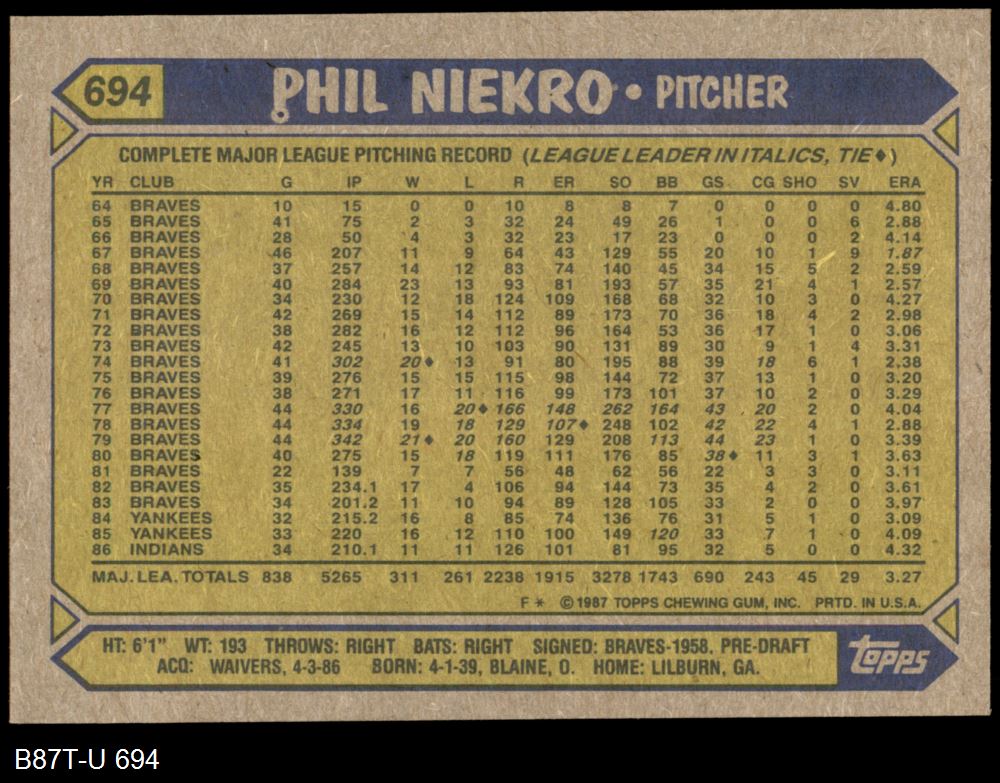 694 PHIL NIEKRO • PITCHER
COMPLETE MAJOR LEAGUE PITCHING RECORD (LEAGUE LEADER IN ITALICS, TIE♦)
YR CLUB G IP W L R ER SO BB GS CG SHO SV ERA
64 BRAVES 10 15 0 0 10 8 8 7 0 0 0 0 4.80
65 BRAVES 41 75 2 3 32 24 49 26 1 0 0 6 2.88
66 BRAVES 28 50 4 3 32 23 17 23 0 0 0 2 4.14
67 BRAVES 46 207 11 9 64 43 129 55 20 10 1 9 1.87
68 BRAVES 37 257 14 12 83 74 140 45 34 15 5 2 2.59
69 BRAVES 40 284 23 13 93 81 193 57 35 21 4 1 2.57
70 BRAVES 34 230 12 18 124 109 168 68 32 10 3 0 4.27
71 BRAVES 42 269 15 14 112 89 173 70 36 18 4 2 2.98
72 BRAVES 38 282 16 12 112 96 164 53 36 17 1 0 3.06
73 BRAVES 42 245 13 10 103 90 131 89 30 9 1 4 3.31
74 BRAVES 41 302 20♦ 13 91 80 195 88 39 18 6 1 2.38
75 BRAVES 39 276 15 15 115 98 144 72 37 13 1 0 3.20
76 BRAVES 38 271 17 11 116 99 173 101 37 10 2 0 3.29
77 BRAVES 44 330 16 20♦ 166 148 262 164 43 20 2 0 4.04
78 BRAVES 44 334 19 18 129 107♦ 248 102 42 22 4 1 2.88
79 BRAVES 44 342 21♦ 20 160 129 208 113 44 23 1 0 3.39
80 BRAVES 40 275 15 18 119 111 176 85 38♦ 11 3 1 3.63
81 BRAVES 22 139 7 7 56 48 62 56 22 3 3 0 3.11
82 BRAVES 35 234.1 17 4 106 94 144 73 35 4 2 0 3.61
83 BRAVES 34 201.2 11 10 94 89 128 105 33 2 0 0 3.97
84 YANKEES 32 215.2 16 8 85 74 136 76 31 5 1 0 3.09
85 YANKEES 33 220 16 12 110 100 149 120 33 7 1 0 4.09
86 INDIANS 34 210.1 11 11 126 101 81 95 32 5 0 0 4.32
MAJ. LEA. TOTALS 838 5265 311 261 2238 1915 3278 1743 690 243 45 29 3.27
F * © 1987 TOPPS CHEWING GUM, INC. PRTD. IN U.S.A.
HT: 6'1" WT: 193 THROWS: RIGHT BATS: RIGHT SIGNED: BRAVES-1958, PRE-DRAFT
ACQ: WAIVERS, 4-3-86 BORN: 4-1-39, BLAINE, O. HOME: LILBURN, GA.
topps
B87T-U 694